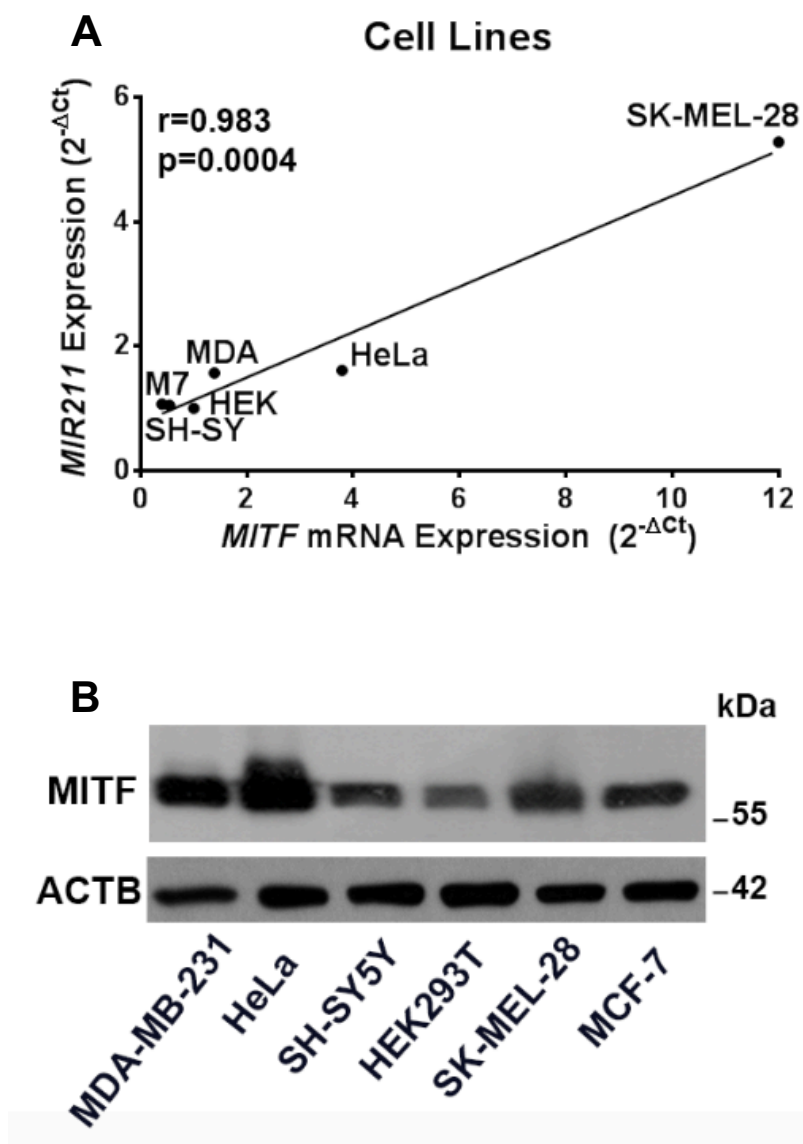 A
Cell Lines
MIR211 Expression (2^-ΔCt)
6
4
2
0
r=0.983
p=0.0004
SK-MEL-28
MDA
HeLa
M7
HEK
SH-SY
0 2 4 6 8 10 12
MITF mRNA Expression (2^-ΔCt)
B
kDa
MITF
–55
ACTB
–42
MDA-MB-231
HeLa
SH-SY5Y
HEK293T
SK-MEL-28
MCF-7